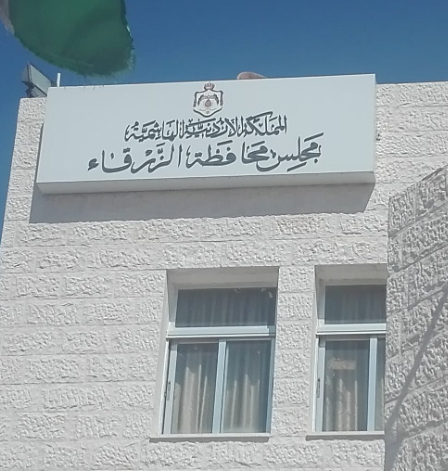 المملكة الأردنية الهاشمية
مجلس محافظة الزرقاء